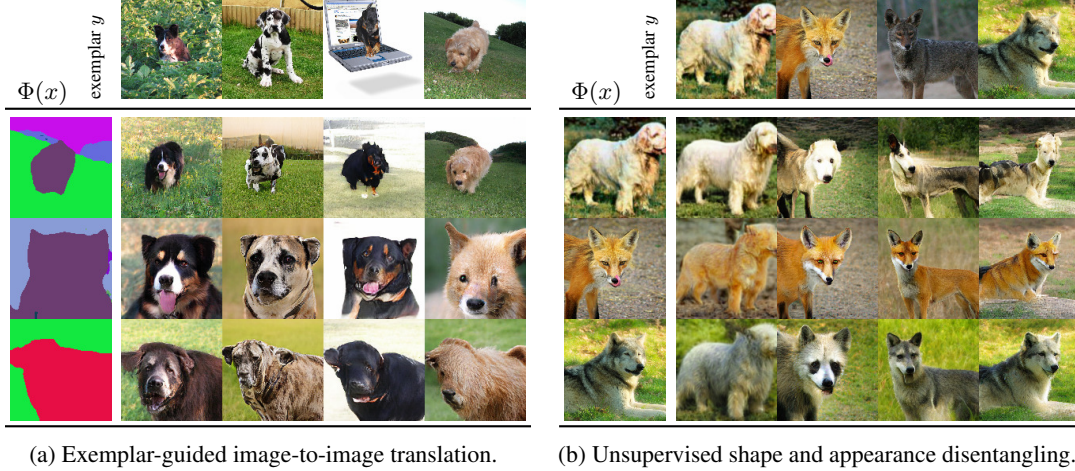 Φ(x)
exemplar y
Φ(x)
exemplar y
(a) Exemplar-guided image-to-image translation.
(b) Unsupervised shape and appearance disentangling.